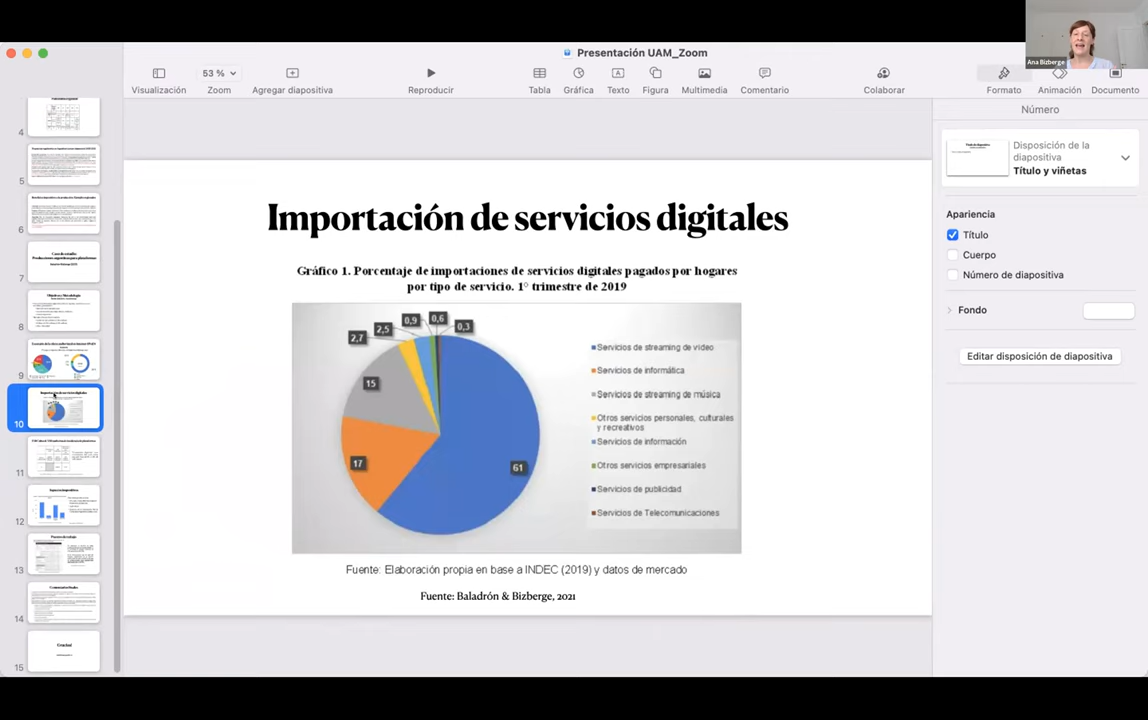 Presentación UAM_Zoom
Ana Bizberge
53 %
Visualización
Zoom
Agregar diapositiva
Reproducir
Tabla
Gráfica
Texto
Figura
Multimedia
Comentario
Colaborar
Formato
Animación
Documento
4
5
6
7
8
9
10
11
12
13
14
15
Importación de servicios digitales
Gráfico 1. Porcentaje de importaciones de servicios digitales pagados por hogares
por tipo de servicio. 1° trimestre de 2019
2,7
2,5
0,9
0,6
0,3
15
17
61
Servicios de streaming de video
Servicios de informática
Servicios de streaming de música
Otros servicios personales, culturales
y recreativos
Servicios de información
Otros servicios empresariales
Servicios de publicidad
Servicios de Telecomunicaciones
Fuente: Elaboración propia en base a INDEC (2019) y datos de mercado
Fuente: Baladrón & Bizberge, 2021
Número
Disposición de la
diapositiva
Título y viñetas
Apariencia
Título
Cuerpo
Número de diapositiva
Fondo
Editar disposición de diapositiva